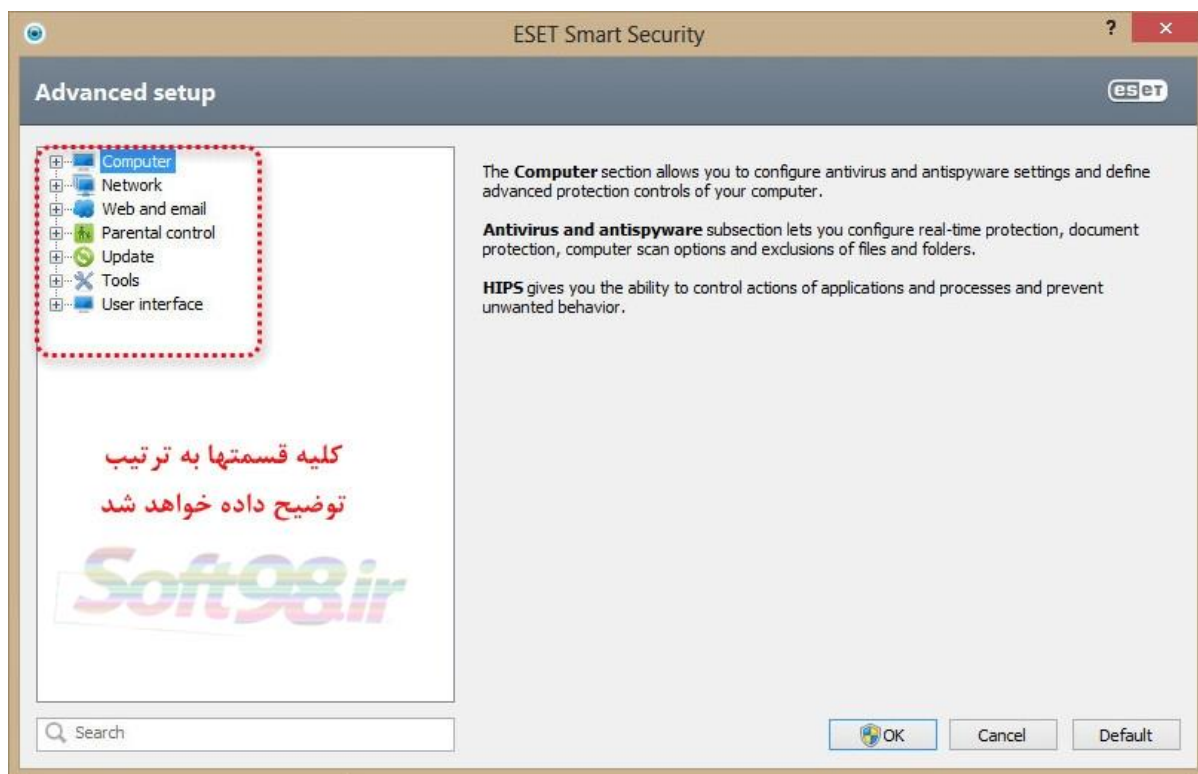 ESET Smart Security
?
Advanced setup
eseT
Computer
Network
Web and email
Parental control
Update
Tools
User interface
The Computer section allows you to configure antivirus and antispyware settings and define
advanced protection controls of your computer.
Antivirus and antispyware subsection lets you configure real-time protection, document
protection, computer scan options and exclusions of files and folders.
HIPS gives you the ability to control actions of applications and processes and prevent
unwanted behavior.
کلیه قسمتها به ترتیب
توضیح داده خواهد شد
Soft98.ir
Search
OK
Cancel
Default